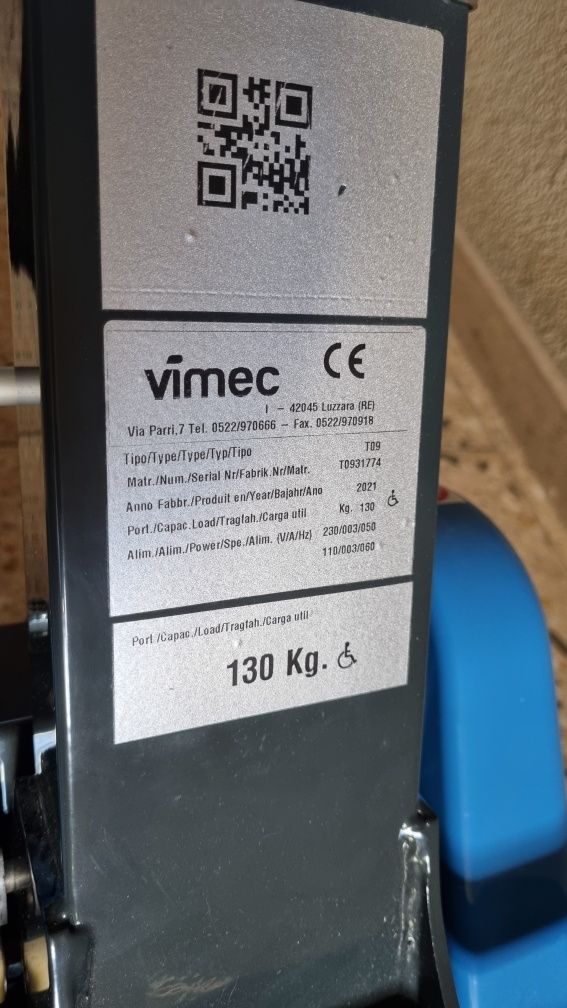 vimec CE
I - 42045 Luzzara (RE)
Via Parri,7 Tel. 0522/970666 - Fax. 0522/970918
Tipo/Type/Type/Typ/Tipo T09
Matr./Num./Serial Nr/Fabrik.Nr/Matr. T0931774
Anno Fabbr./Produit en/Year/Bajahr/Ano 2021
Port./Capac.Load/Traglah./Carga util Kg. 130
Alim./Alim./Power/Spe./Alim. (V/A/Hz) 230/003/050
110/003/060
Port /Capac./Load/Traglah./Carga util
130 Kg.